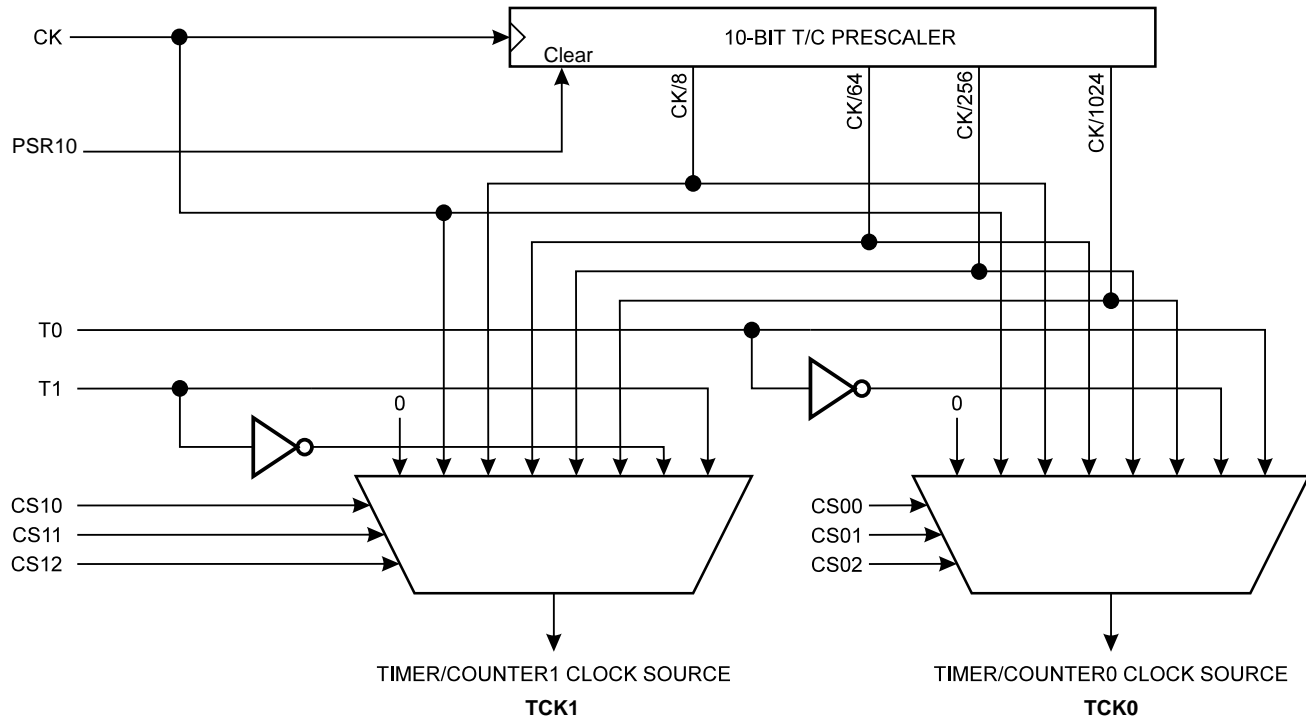 CK
10-BIT T/C PRESCALER
Clear
CK/8
CK/64
CK/256
CK/1024
PSR10
T0
T1
0
0
CS10
CS11
CS12
CS00
CS01
CS02
TIMER/COUNTER1 CLOCK SOURCE
TCK1
TIMER/COUNTER0 CLOCK SOURCE
TCK0